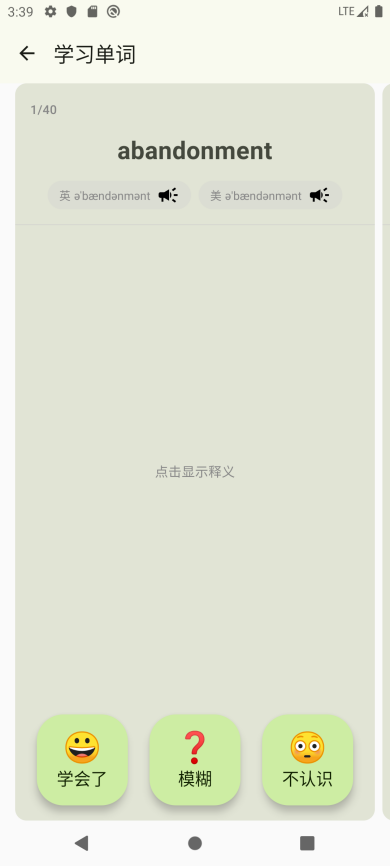 3:39
LTE
学习单词
1/40
abandonment
英 ə'bændənmənt
美 ə'bændənmənt
点击显示释义
学会了
模糊
不认识